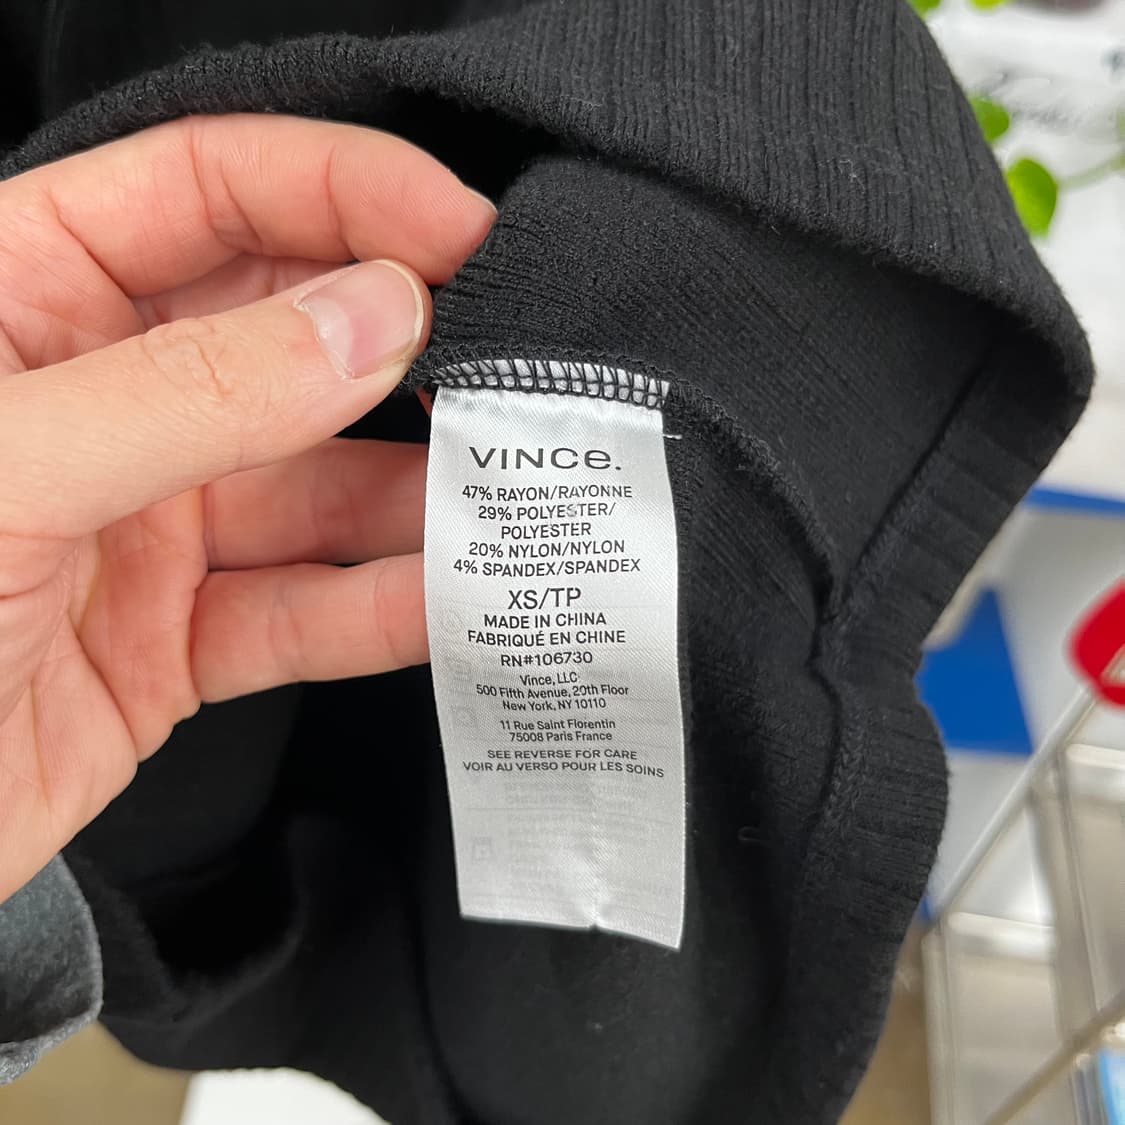 VINCe.
47% RAYON/RAYONNE
29% POLYESTER/
POLYESTER
20% NYLON/NYLON
4% SPANDEX/SPANDEX
XS/TP
MADE IN CHINA
FABRIQUÉ EN CHINE
RN#106730
Vince, LLC
500 Fifth Avenue, 20th Floor
New York, NY 10110
11 Rue Saint Florentin
75008 Paris France
SEE REVERSE FOR CARE
VOIR AU VERSO POUR LES SOINS